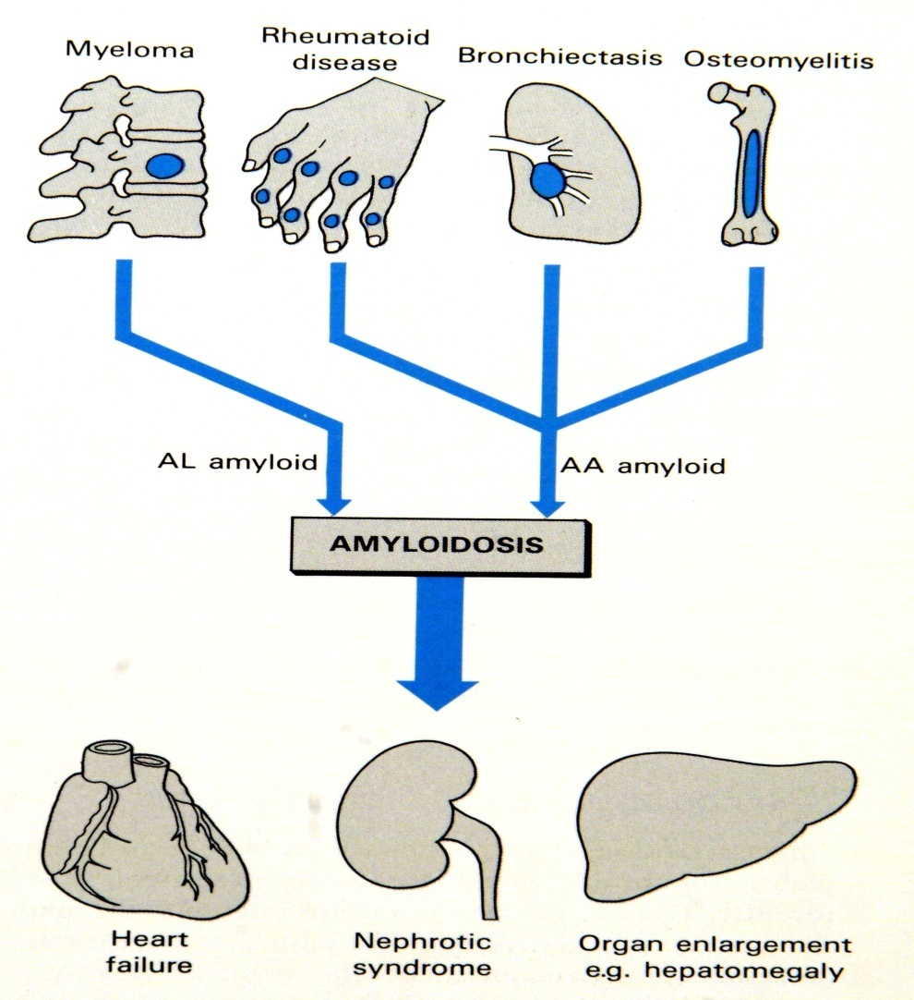 Myeloma
Rheumatoid
disease
Bronchiectasis
Osteomyelitis
AL amyloid
AA amyloid
AMYLOIDOSIS
Heart
failure
Nephrotic
syndrome
Organ enlargement
e.g. hepatomegaly